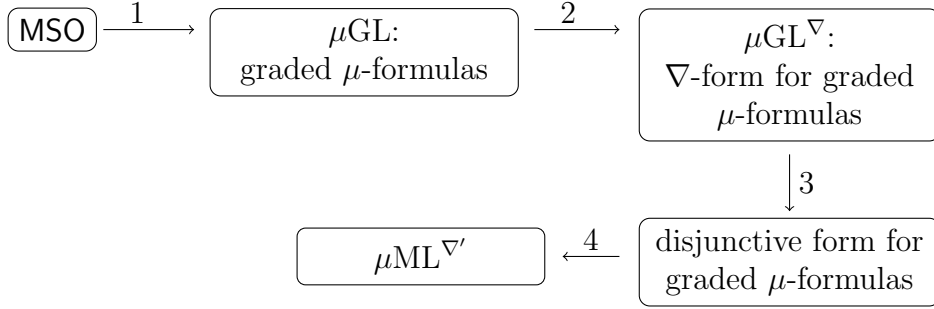 MSO
1
μGL:
graded μ-formulas
2
μGL^∇:
∇-form for graded
μ-formulas
3
disjunctive form for
graded μ-formulas
4
μML^∇′